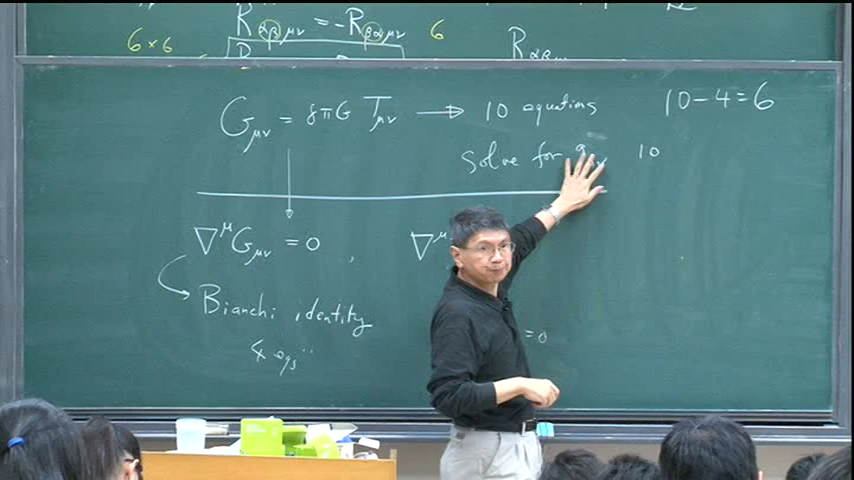 R_{αβμν} = -R_{βαμν}
6×6
6
R_{αβ...
G_{μν} = 8πG T_{μν} → 10 equations
10-4=6
Solve for g 10
∇^μ G_{μν} = 0 , ∇^μ
Bianchi identity
4 eqs
=0